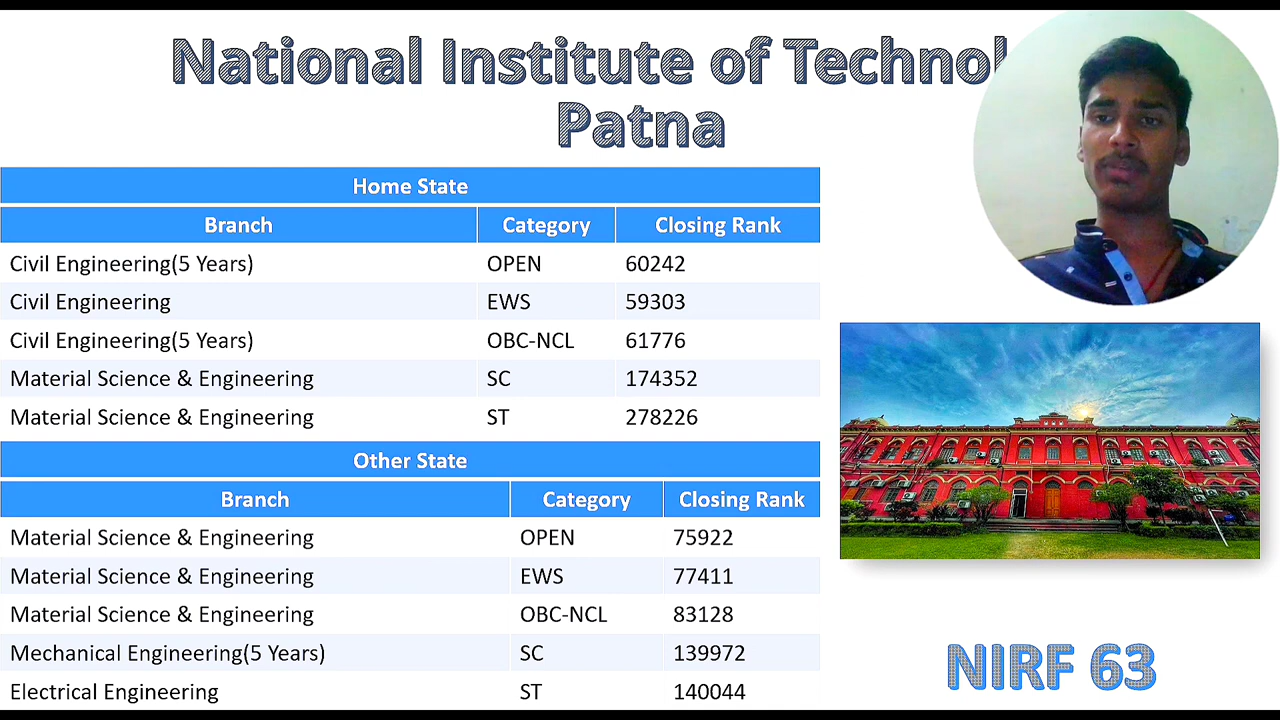 National Institute of Technol
Patna
Home State
Branch Category Closing Rank
Civil Engineering(5 Years) OPEN 60242
Civil Engineering EWS 59303
Civil Engineering(5 Years) OBC-NCL 61776
Material Science & Engineering SC 174352
Material Science & Engineering ST 278226
Other State
Branch Category Closing Rank
Material Science & Engineering OPEN 75922
Material Science & Engineering EWS 77411
Material Science & Engineering OBC-NCL 83128
Mechanical Engineering(5 Years) SC 139972
Electrical Engineering ST 140044
NIRF 63